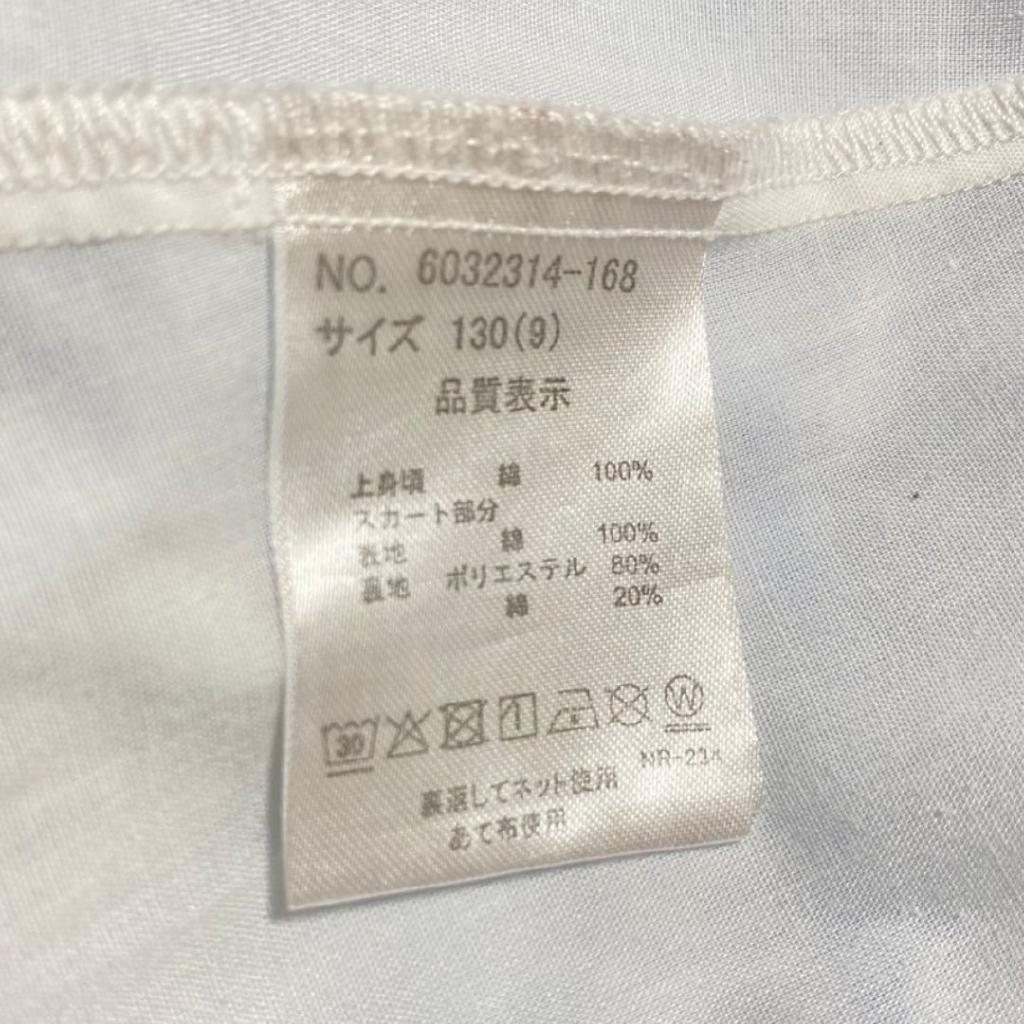 NO. 6032314-168
サイズ 130(9)
品質表示
上身頃 綿 100%
スカート部分
表地 綿 100%
裏地 ポリエステル 80%
綿 20%
30 W
裏返してネット使用
あて布使用